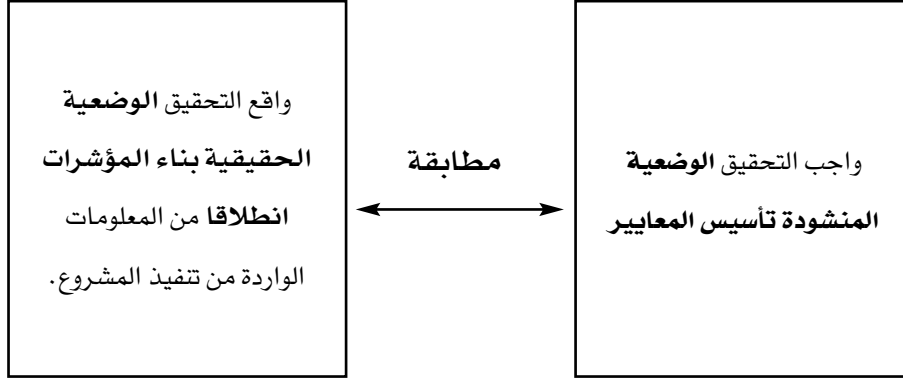 واجب التحقيق الوضعية
المنشودة تأسيس المعايير
مطابقة
واقع التحقيق الوضعية
الحقيقية بناء المؤشرات
انطلاقا من المعلومات
الواردة من تنفيذ المشروع.